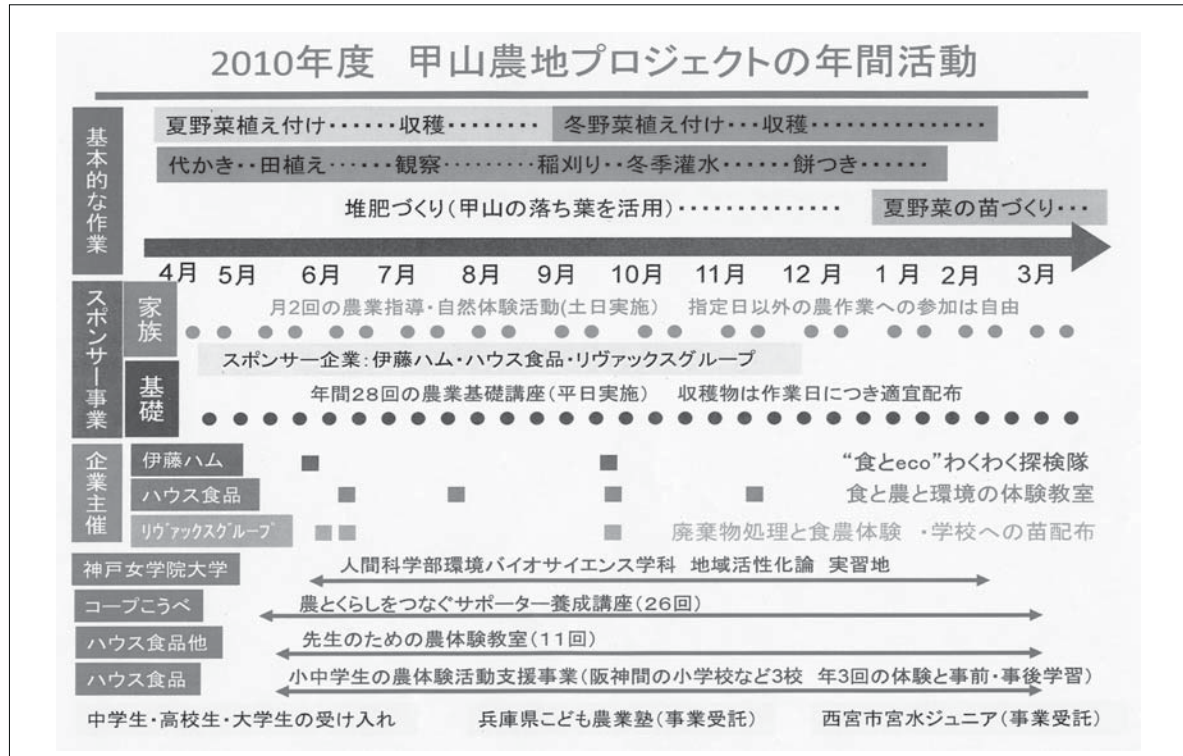 2010年度 甲山農地プロジェクトの年間活動
基本的な作業
夏野菜植え付け・・・・・・収穫・・・・・・・・
冬野菜植え付け・・・収穫・・・・・・・・・・・・・・・
代かき・・田植え・・・・・・観察・・・・・・・・・稲刈り・・冬季灌水・・・・・・餅つき・・・・・・
堆肥づくり(甲山の落ち葉を活用)・・・・・・・・・・・・・・
夏野菜の苗づくり・・・
4月 5月 6月 7月 8月 9月 10月 11月 12月 1月 2月 3月
スポンサー事業
家族
月2回の農業指導・自然体験活動(土日実施) 指定日以外の農作業への参加は自由
スポンサー企業:伊藤ハム・ハウス食品・リヴァックスグループ
基礎
年間28回の農業基礎講座(平日実施) 収穫物は作業日につき適宜配布
企業主催
伊藤ハム “食とeco”わくわく探検隊
ハウス食品 食と農と環境の体験教室
リヴァックスグループ 廃棄物処理と食農体験 ・学校への苗配布
神戸女学院大学 人間科学部環境バイオサイエンス学科 地域活性化論 実習地
コープこうべ 農とくらしをつなぐサポーター養成講座(26回)
ハウス食品他 先生のための農体験教室(11回)
ハウス食品 小中学生の農体験活動支援事業(阪神間の小学校など3校 年3回の体験と事前・事後学習)
中学生・高校生・大学生の受け入れ 兵庫県こども農業塾(事業受託) 西宮市宮水ジュニア(事業受託)